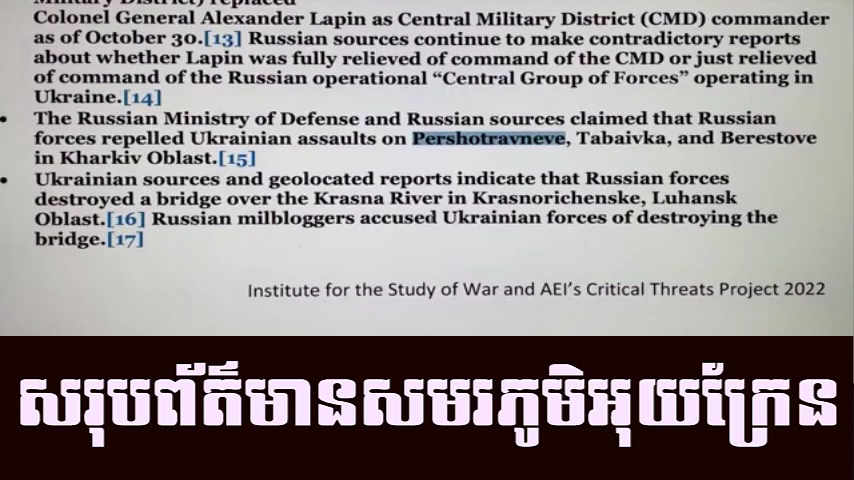 Colonel General Alexander Lapin as Central Military District (CMD) commander
as of October 30.[13] Russian sources continue to make contradictory reports
about whether Lapin was fully relieved of command of the CMD or just relieved
of command of the Russian operational “Central Group of Forces” operating in
Ukraine.[14]
• The Russian Ministry of Defense and Russian sources claimed that Russian
forces repelled Ukrainian assaults on Pershotravneve, Tabaivka, and Berestove
in Kharkiv Oblast.[15]
• Ukrainian sources and geolocated reports indicate that Russian forces
destroyed a bridge over the Krasna River in Krasnorichenske, Luhansk
Oblast.[16] Russian milbloggers accused Ukrainian forces of destroying the
bridge.[17]
Institute for the Study of War and AEI’s Critical Threats Project 2022
សរុបព័ត៌មានសមរភូមិអុយក្រែន